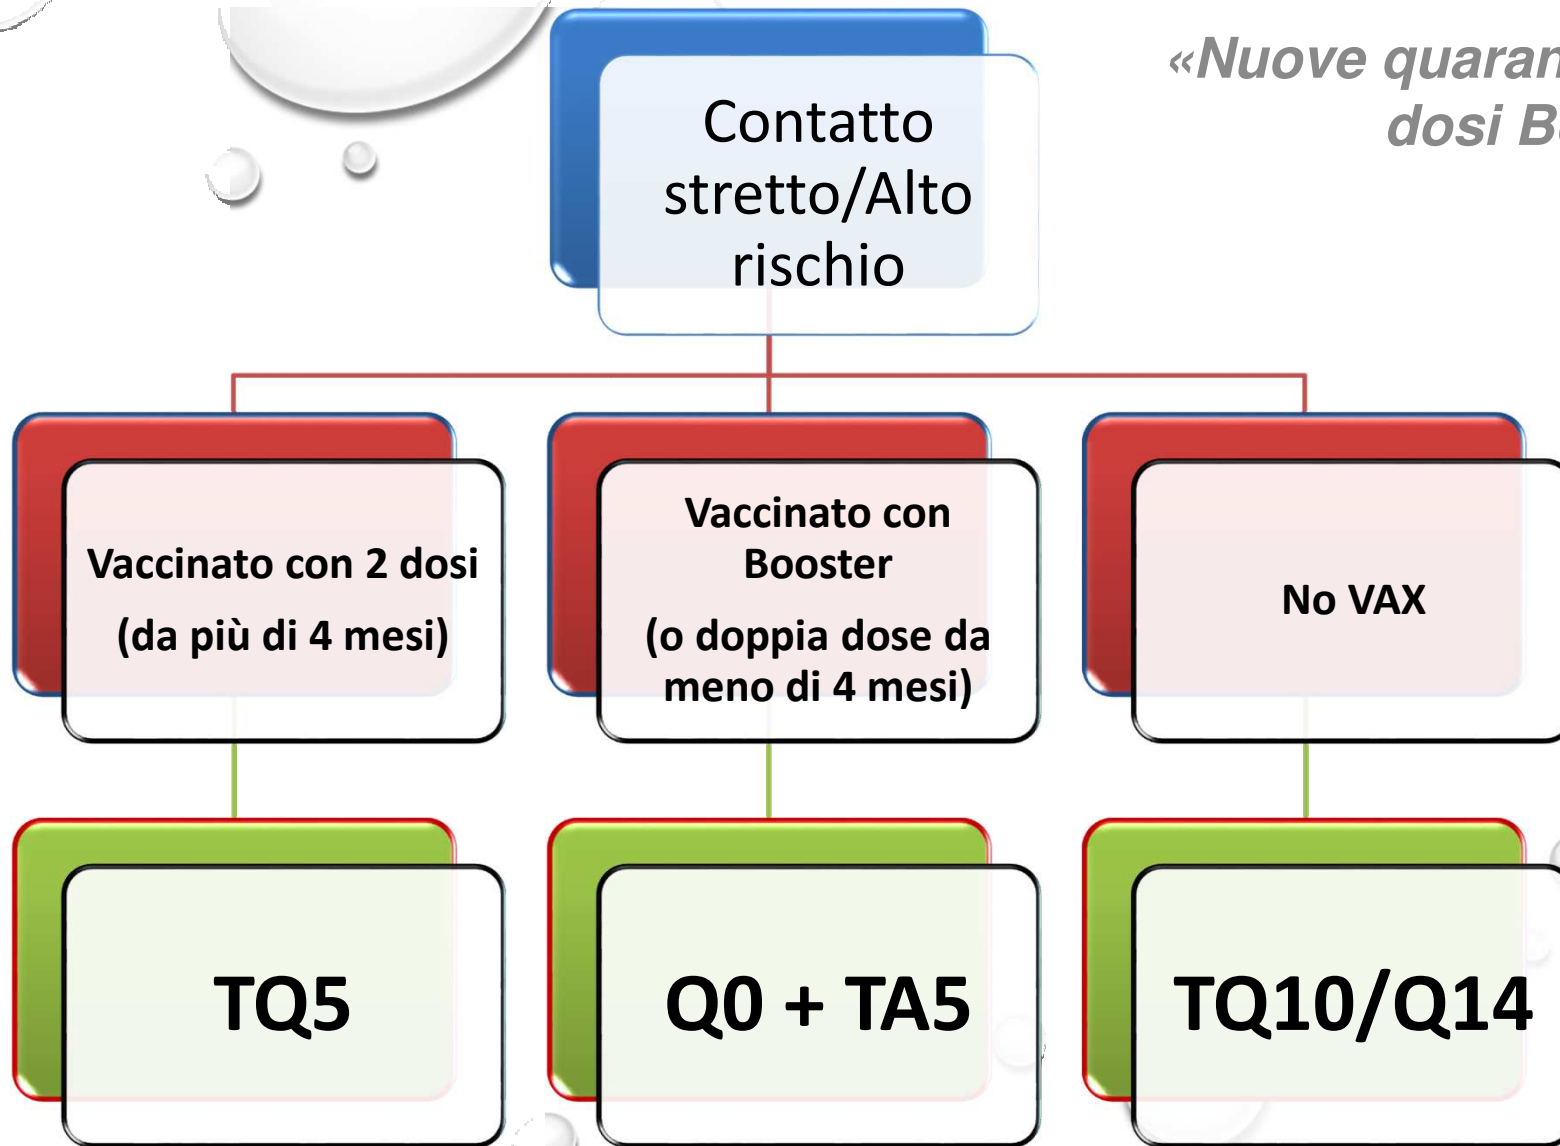 «Nuove quaran
dosi B
Contatto
stretto/Alto
rischio
Vaccinato con 2 dosi
(da più di 4 mesi)
Vaccinato con
Booster
(o doppia dose da
meno di 4 mesi)
No VAX
TQ5
Q0 + TA5
TQ10/Q14